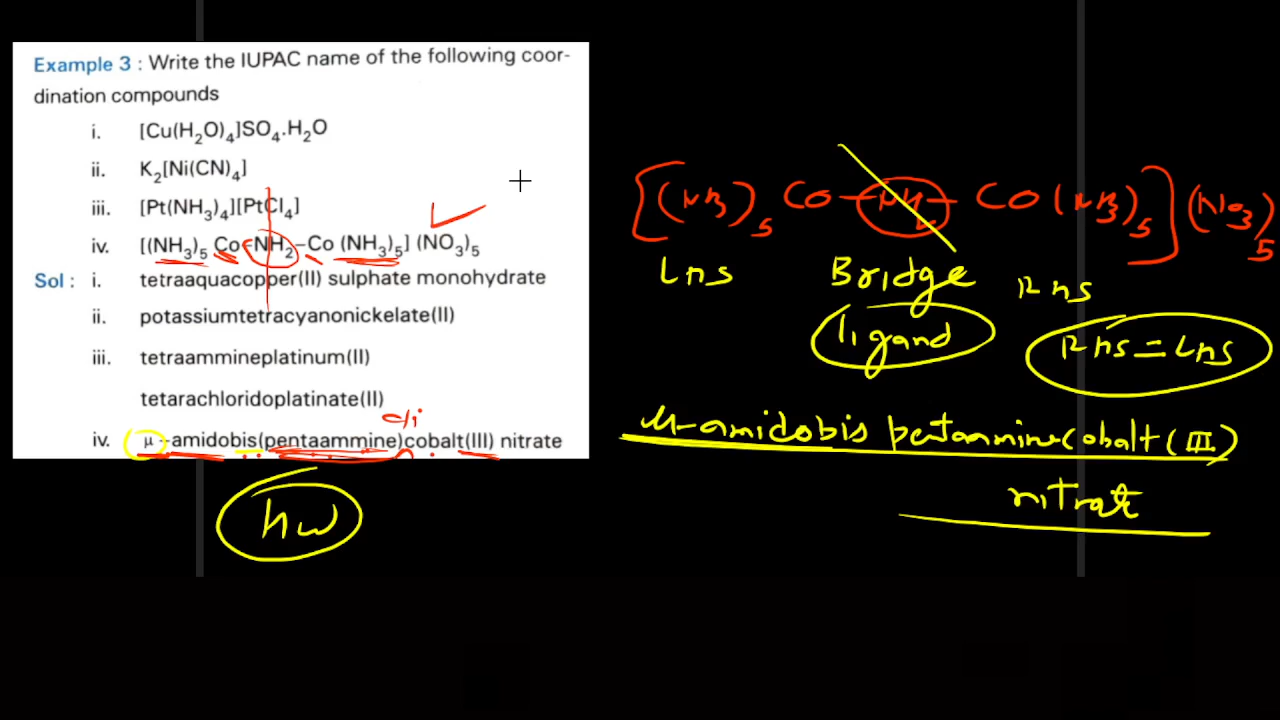 Example 3 : Write the IUPAC name of the following coor-
dination compounds
i. [Cu(H₂O)₄]SO₄.H₂O
ii. K₂[Ni(CN)₄]
iii. [Pt(NH₃)₄][PtCl₄]
iv. [(NH₃)₅ Co–NH₂–Co (NH₃)₅] (NO₃)₅
Sol : i. tetraaquacopper(II) sulphate monohydrate
ii. potassiumtetracyanonickelate(II)
iii. tetraammineplatinum(II)
tetarachloridoplatinate(II)
di
iv. μ–amidobis(pentaammine)cobalt(III) nitrate
hw
[(NH₃)₅ Co–NH₂– Co (NH₃)₅] (NO₃)₅
Lhs Bridge Rhs
ligand Rhs = Lhs
μ-amidobis pentaamminecobalt(III)
nitrate